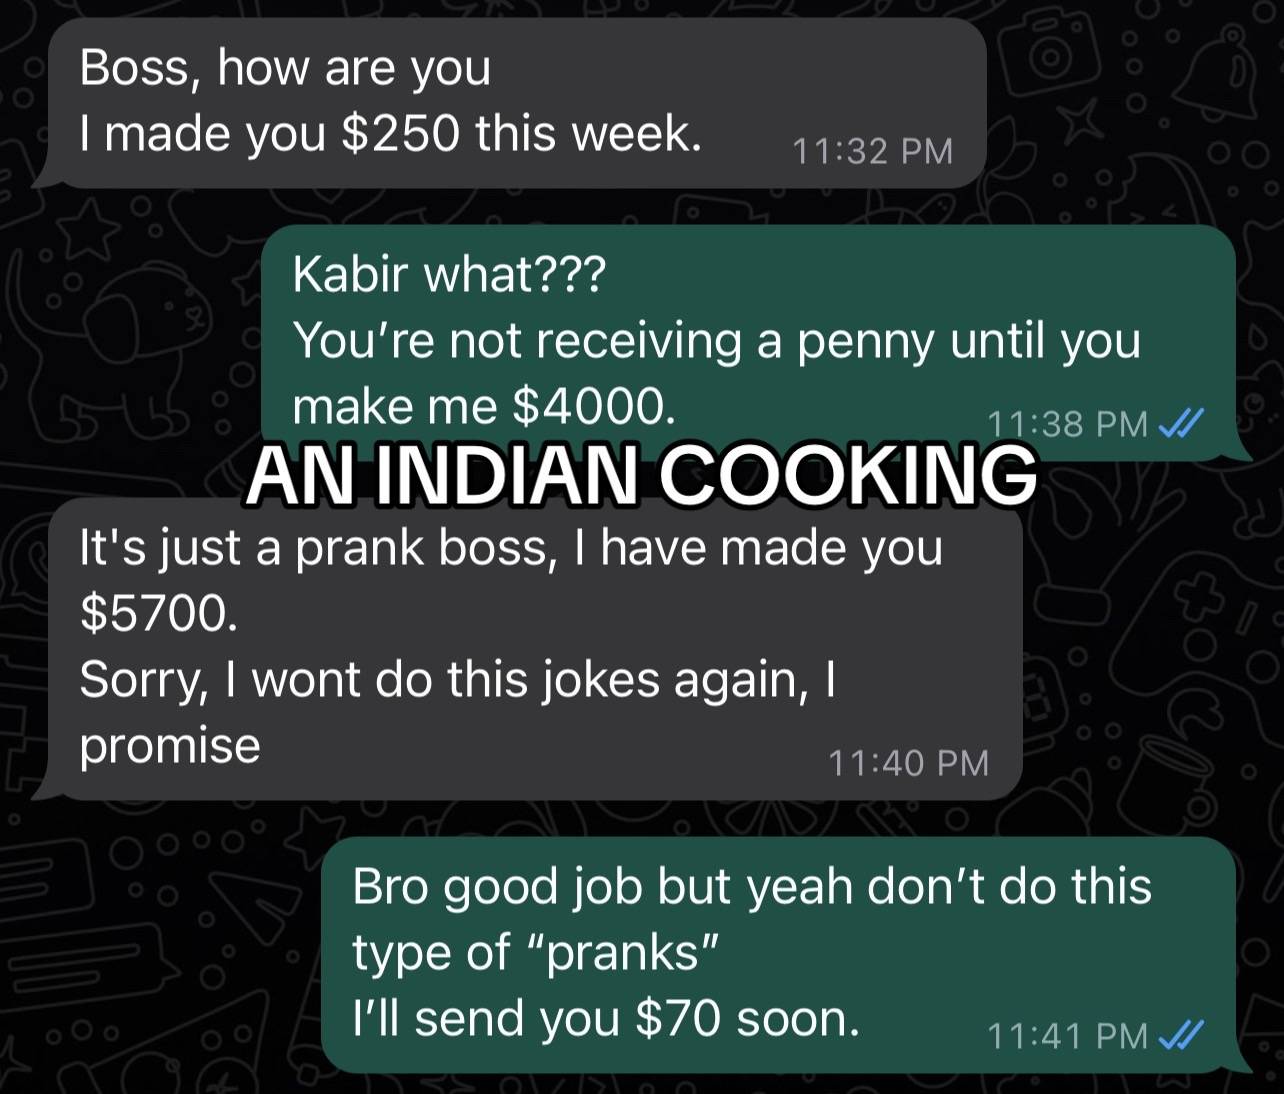 Boss, how are you
I made you $250 this week.
11:32 PM
Kabir what???
You’re not receiving a penny until you
make me $4000.
11:38 PM
AN INDIAN COOKING
It's just a prank boss, I have made you
$5700.
Sorry, I wont do this jokes again, I
promise
11:40 PM
Bro good job but yeah don’t do this
type of “pranks”
I’ll send you $70 soon.
11:41 PM